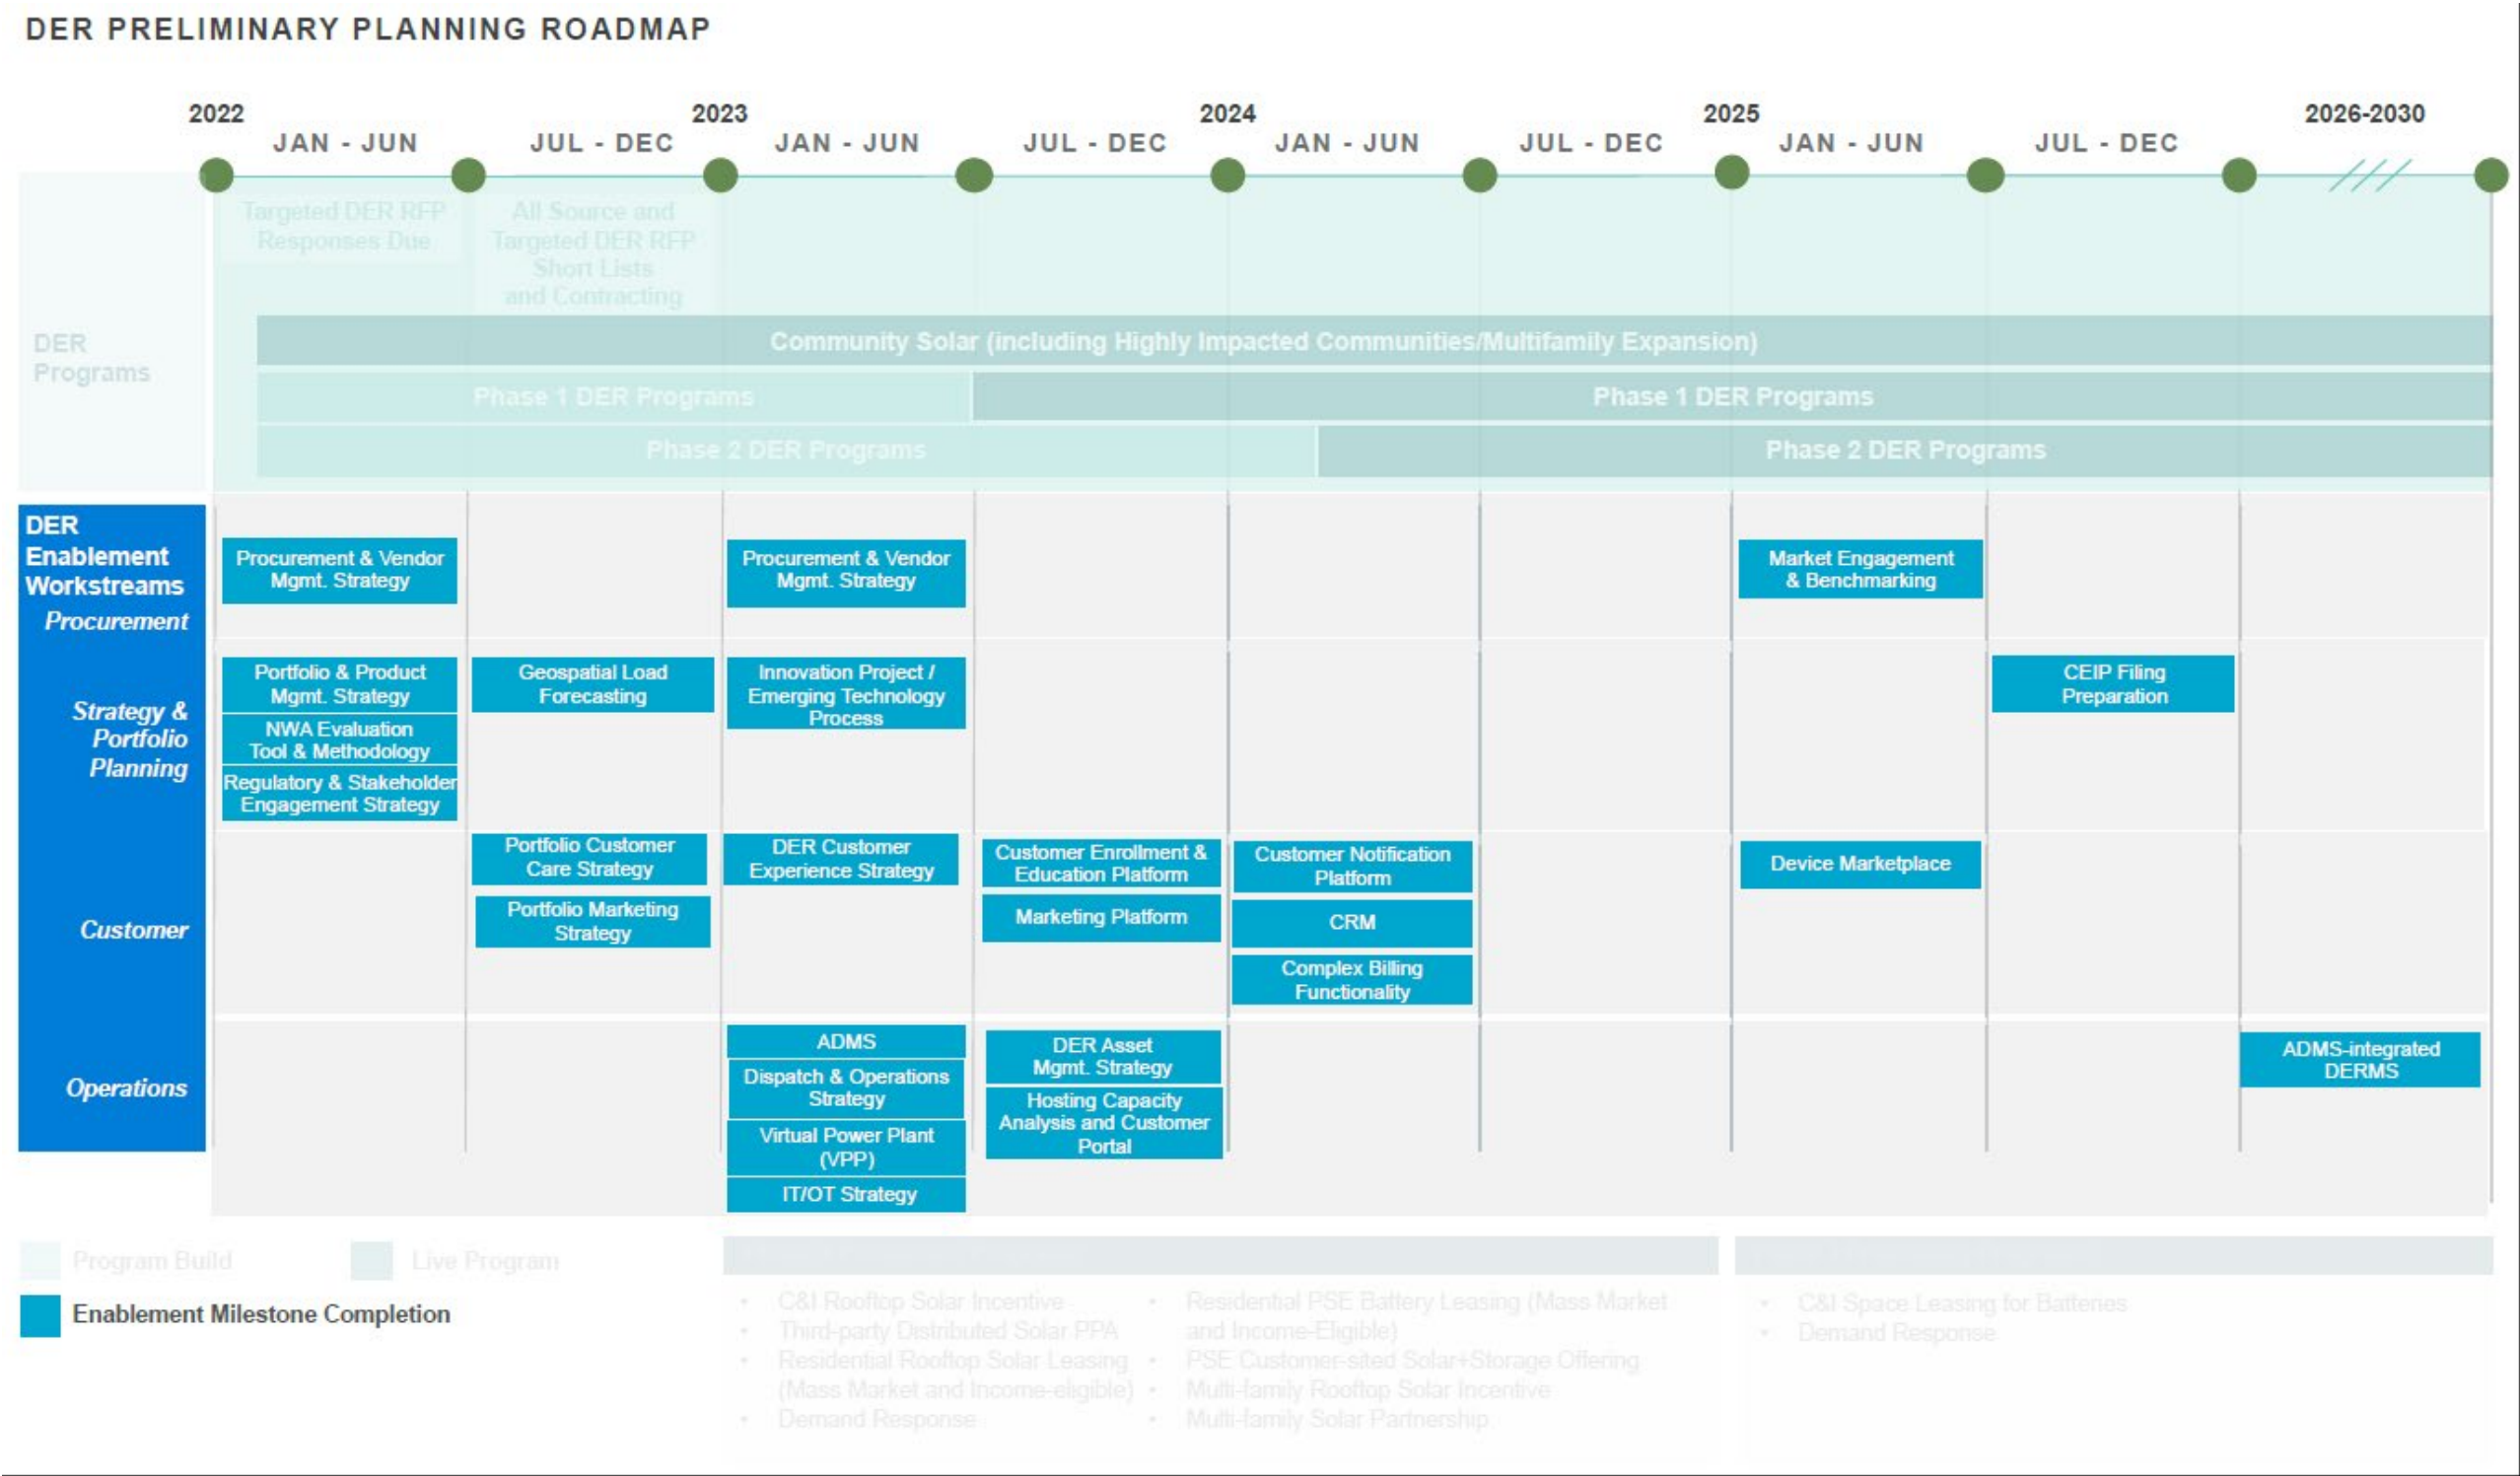 DER PRELIMINARY PLANNING ROADMAP
2022
2023
2024
2025
2026-2030
JAN - JUN
JUL - DEC
JAN - JUN
JUL - DEC
JAN - JUN
JUL - DEC
JAN - JUN
JUL - DEC
Targeted DER RFP
Responses Due
All Source and
Targeted DER RFP
Short Lists
and Contracting
DER
Programs
Community Solar (including Highly Impacted Communities/Multifamily Expansion)
Phase 1 DER Programs
Phase 1 DER Programs
Phase 2 DER Programs
Phase 2 DER Programs
DER
Enablement
Workstreams
Procurement
Procurement & Vendor
Mgmt. Strategy
Procurement & Vendor
Mgmt. Strategy
Market Engagement
& Benchmarking
Strategy &
Portfolio
Planning
Portfolio & Product
Mgmt. Strategy
NWA Evaluation
Tool & Methodology
Regulatory & Stakeholder
Engagement Strategy
Geospatial Load
Forecasting
Innovation Project /
Emerging Technology
Process
CEIP Filing
Preparation
Customer
Portfolio Customer
Care Strategy
Portfolio Marketing
Strategy
DER Customer
Experience Strategy
Customer Enrollment &
Education Platform
Marketing Platform
Customer Notification
Platform
CRM
Complex Billing
Functionality
Device Marketplace
Operations
ADMS
Dispatch & Operations
Strategy
Virtual Power Plant
(VPP)
IT/OT Strategy
DER Asset
Mgmt. Strategy
Hosting Capacity
Analysis and Customer
Portal
ADMS-integrated
DERMS
Program Build
Live Program
Enablement Milestone Completion
• C&I Rooftop Solar Incentive
• Third-party Distributed Solar PPA
• Residential Rooftop Solar Leasing
(Mass Market and Income-eligible)
• Demand Response
• Residential PSE Battery Leasing (Mass Market
and Income-Eligible)
• PSE Customer-sited Solar+Storage Offering
• Multi-family Rooftop Solar Incentive
• Multi-family Solar Partnership
• C&I Space Leasing for Batteries
• Demand Response